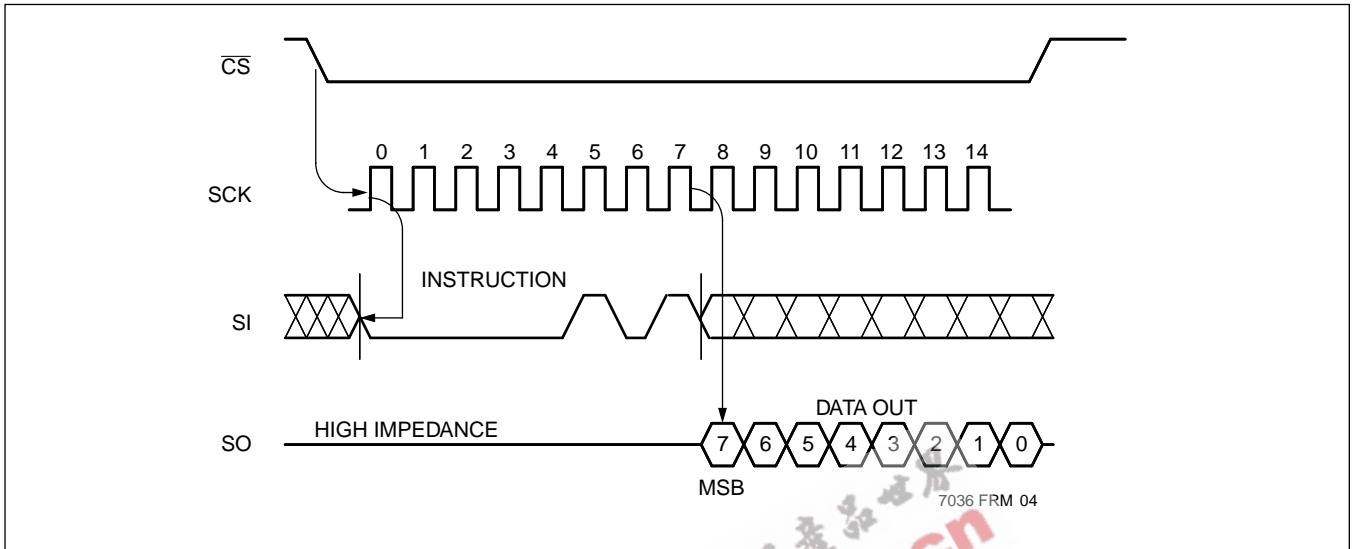 CS
0 1 2 3 4 5 6 7 8 9 10 11 12 13 14
SCK
INSTRUCTION
SI
DATA OUT
HIGH IMPEDANCE
SO
7 6 5 4 3 2 1 0
MSB
7036 FRM 04